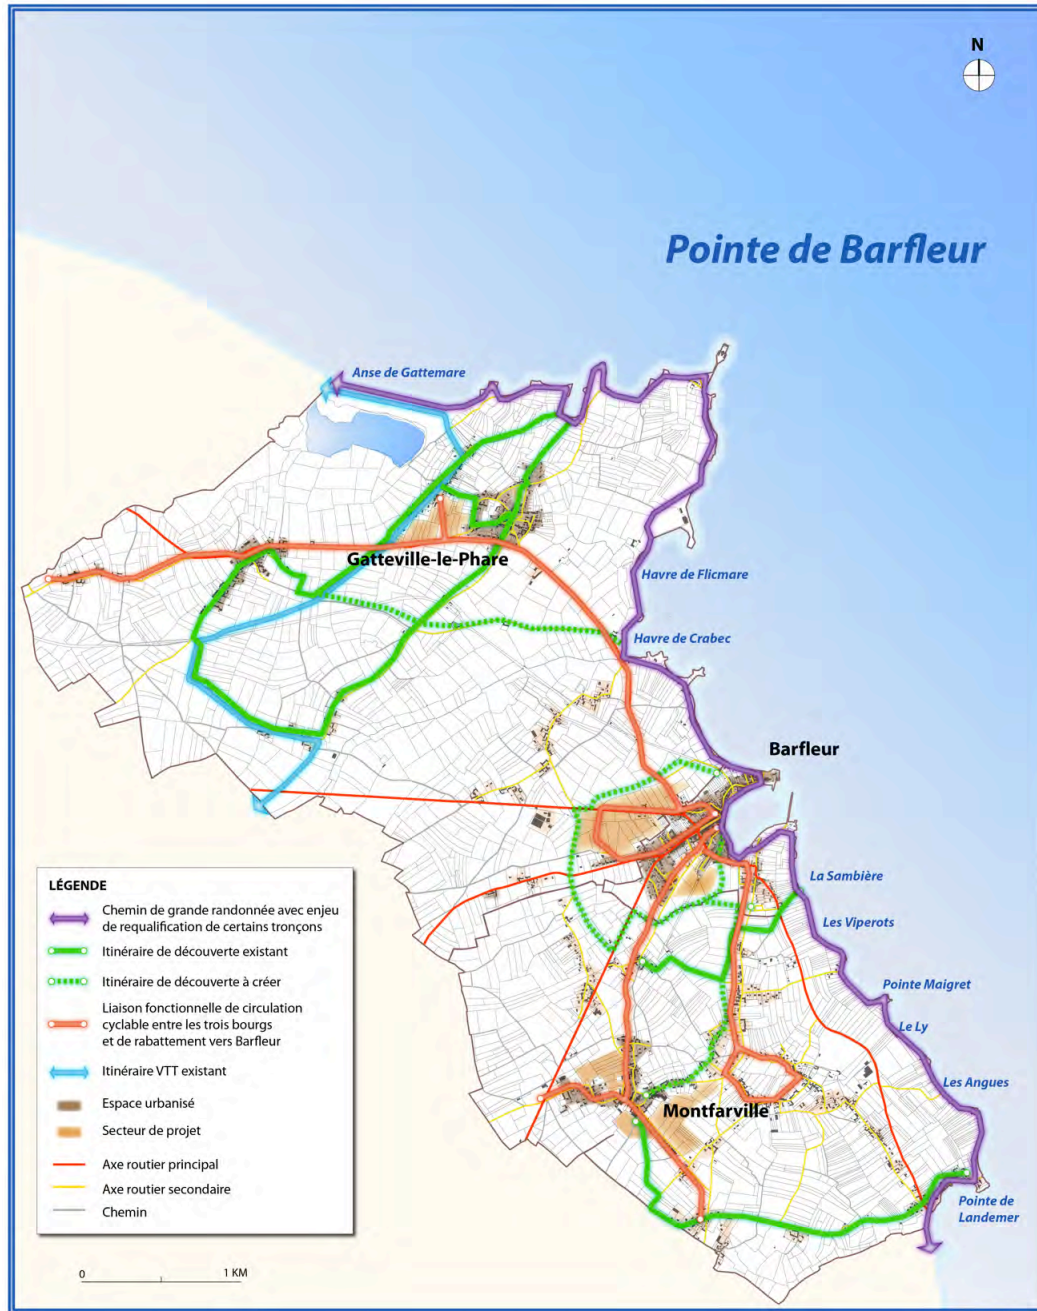 N
Pointe de Barfleur
Anse de Gattemare
Gatteville-le-Phare
Havre de Flicmare
Havre de Crabec
Barfleur
La Sambière
Les Viperots
Pointe Maigret
Le Ly
Les Angues
Montfarville
Pointe de
Landemer
LÉGENDE
Chemin de grande randonnée avec enjeu
de requalification de certains tronçons
Itinéraire de découverte existant
Itinéraire de découverte à créer
Liaison fonctionnelle de circulation
cyclable entre les trois bourgs
et de rabattement vers Barfleur
Itinéraire VTT existant
Espace urbanisé
Secteur de projet
Axe routier principal
Axe routier secondaire
Chemin
0 1 KM